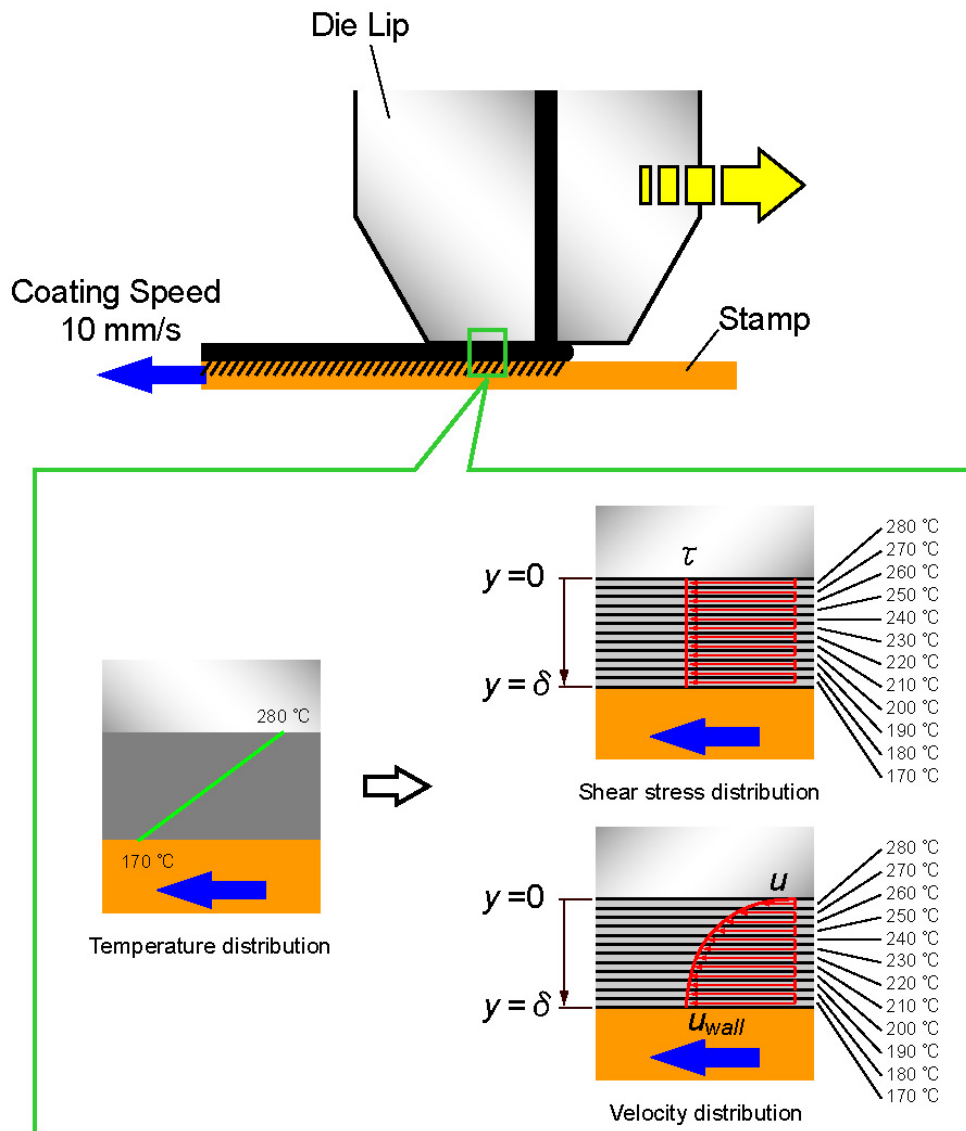 Die Lip
Coating Speed
10 mm/s
Stamp
280 °C
270 °C
260 °C
250 °C
240 °C
230 °C
220 °C
210 °C
200 °C
190 °C
180 °C
170 °C
τ
y =0
y = δ
Shear stress distribution
280 °C
170 °C
Temperature distribution
280 °C
270 °C
260 °C
250 °C
240 °C
230 °C
220 °C
210 °C
200 °C
190 °C
180 °C
170 °C
u
y =0
y = δ
uwall
Velocity distribution